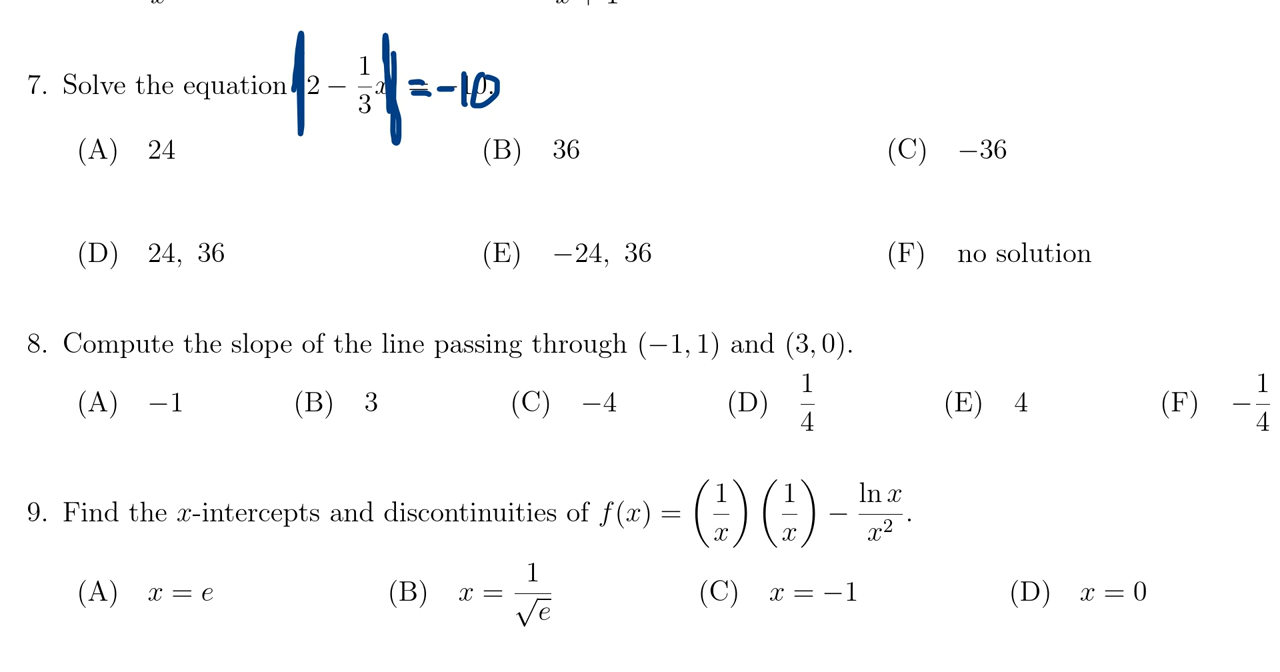 7. Solve the equation |2 − 1/3 x| = −10.
(A) 24 (B) 36 (C) −36
(D) 24, 36 (E) −24, 36 (F) no solution
8. Compute the slope of the line passing through (−1, 1) and (3, 0).
(A) −1 (B) 3 (C) −4 (D) 1/4 (E) 4 (F) −1/4
9. Find the x-intercepts and discontinuities of f(x) = (1/x)(1/x) − ln x/x².
(A) x = e (B) x = 1/√e (C) x = −1 (D) x = 0